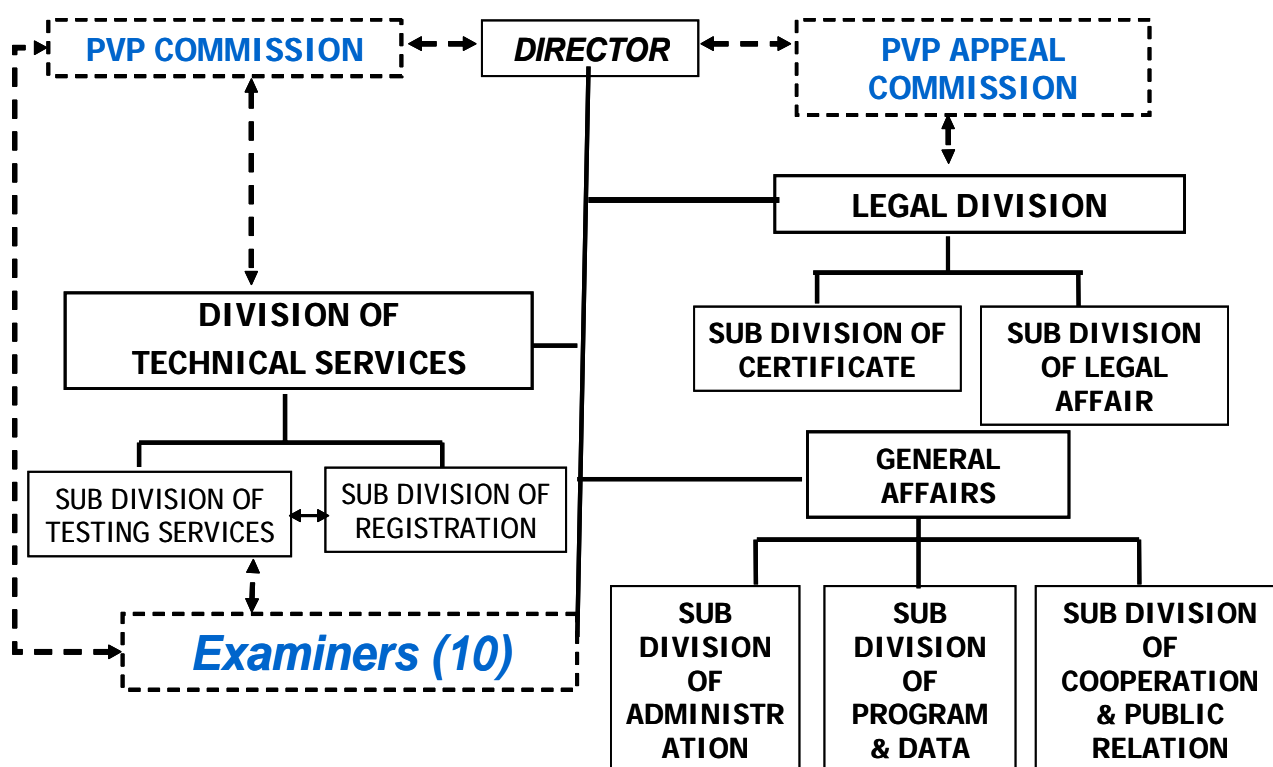 PVP COMMISSION
DIRECTOR
PVP APPEAL
COMMISSION
LEGAL DIVISION
DIVISION OF
TECHNICAL SERVICES
SUB DIVISION OF
CERTIFICATE
SUB DIVISION
OF LEGAL
AFFAIR
GENERAL
AFFAIRS
SUB DIVISION OF
TESTING SERVICES
SUB DIVISION OF
REGISTRATION
Examiners (10)
SUB
DIVISION
OF
ADMINISTR
ATION
SUB
DIVISION
OF
PROGRAM
& DATA
SUB DIVISION
OF
COOPERATION
& PUBLIC
RELATION